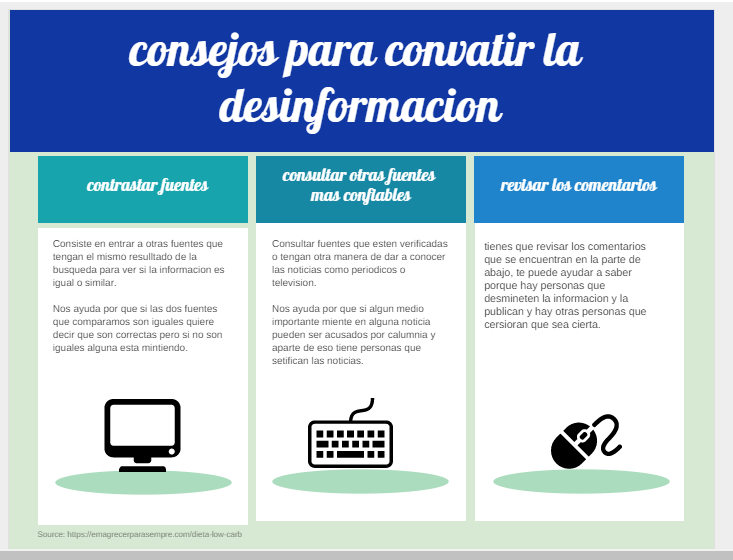 consejos para convatir la
desinformacion
contrastar fuentes
Consiste en entrar a otras fuentes que
tengan el mismo resulltado de la
busqueda para ver si la informacion es
igual o similar.
Nos ayuda por que si las dos fuentes
que comparamos son iguales quiere
decir que son correctas pero si no son
iguales alguna esta mintiendo.
consultar otras fuentes
mas confiables
Consultar fuentes que esten verificadas
o tengan otra manera de dar a conocer
las noticias como periodicos o
television.
Nos ayuda por que si algun medio
importante miente en alguna noticia
pueden ser acusados por calumnia y
aparte de eso tiene personas que
setifican las noticias.
revisar los comentarios
tienes que revisar los comentarios
que se encuentran en la parte de
abajo, te puede ayudar a saber
porque hay personas que
desmineten la informacion y la
publican y hay otras personas que
cersioran que sea cierta.
Source: https://emagrecerparasempre.com/dieta-low-carb